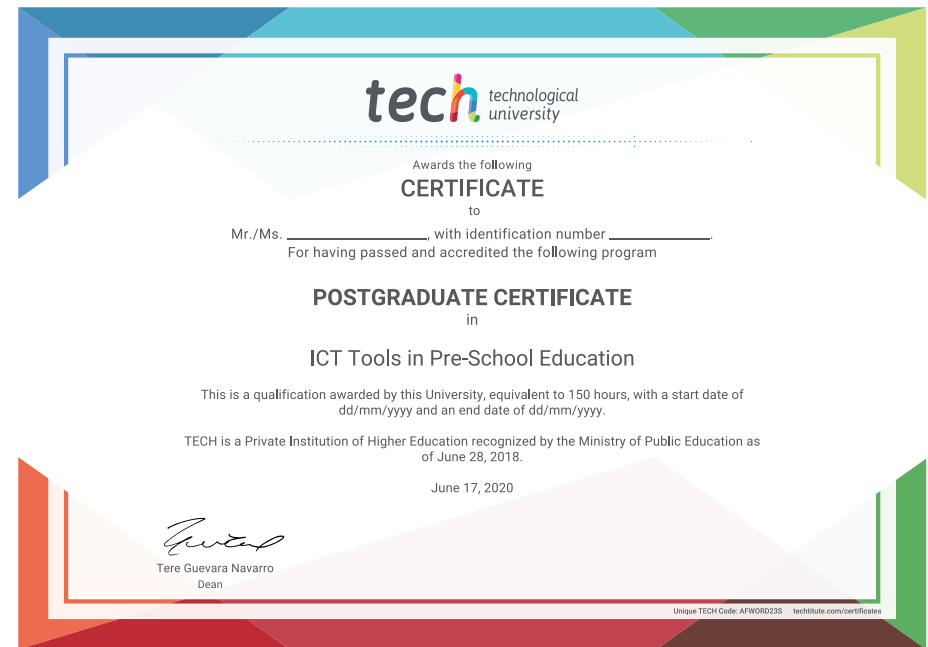 tech technological
university
Awards the following
CERTIFICATE
to
Mr./Ms. ____________________, with identification number ______________.
For having passed and accredited the following program
POSTGRADUATE CERTIFICATE
in
ICT Tools in Pre-School Education
This is a qualification awarded by this University, equivalent to 150 hours, with a start date of
dd/mm/yyyy and an end date of dd/mm/yyyy.
TECH is a Private Institution of Higher Education recognized by the Ministry of Public Education as
of June 28, 2018.
June 17, 2020
Tere Guevara Navarro
Dean
Unique TECH Code: AFWORD23S techtitute.com/certificates